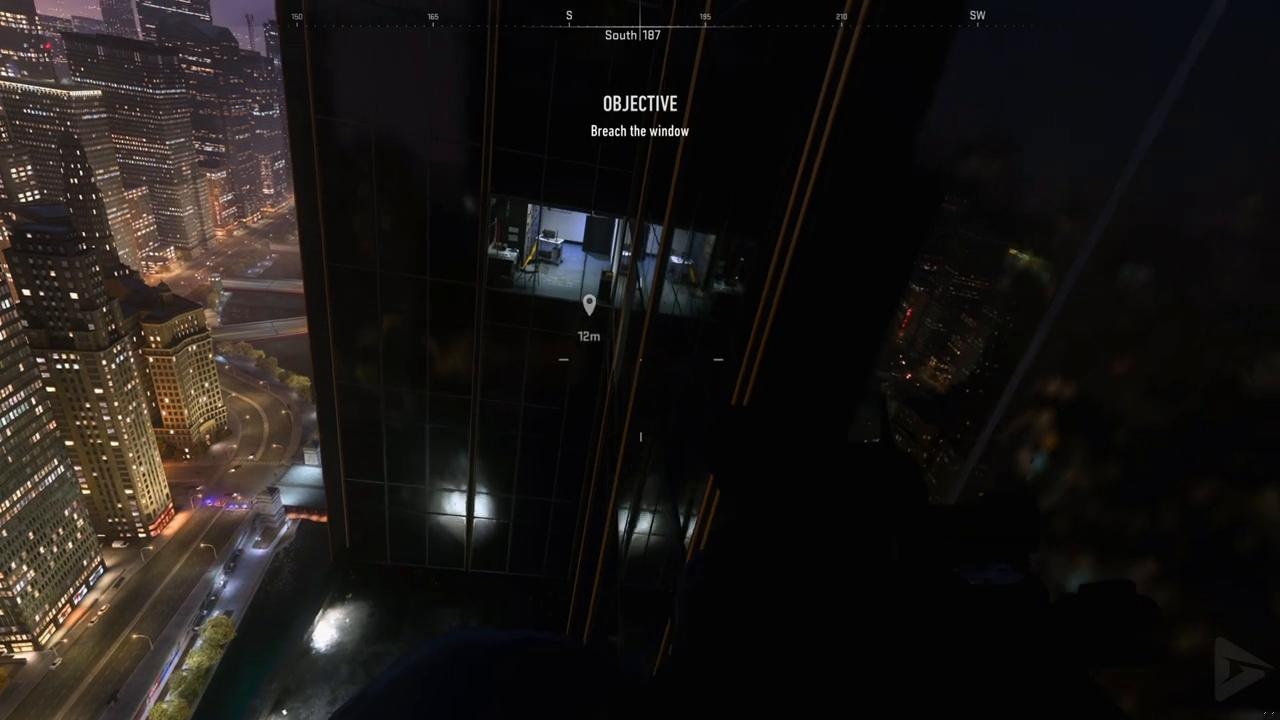 150 165 S 195 210 SW
South 187
OBJECTIVE
Breach the window
12m